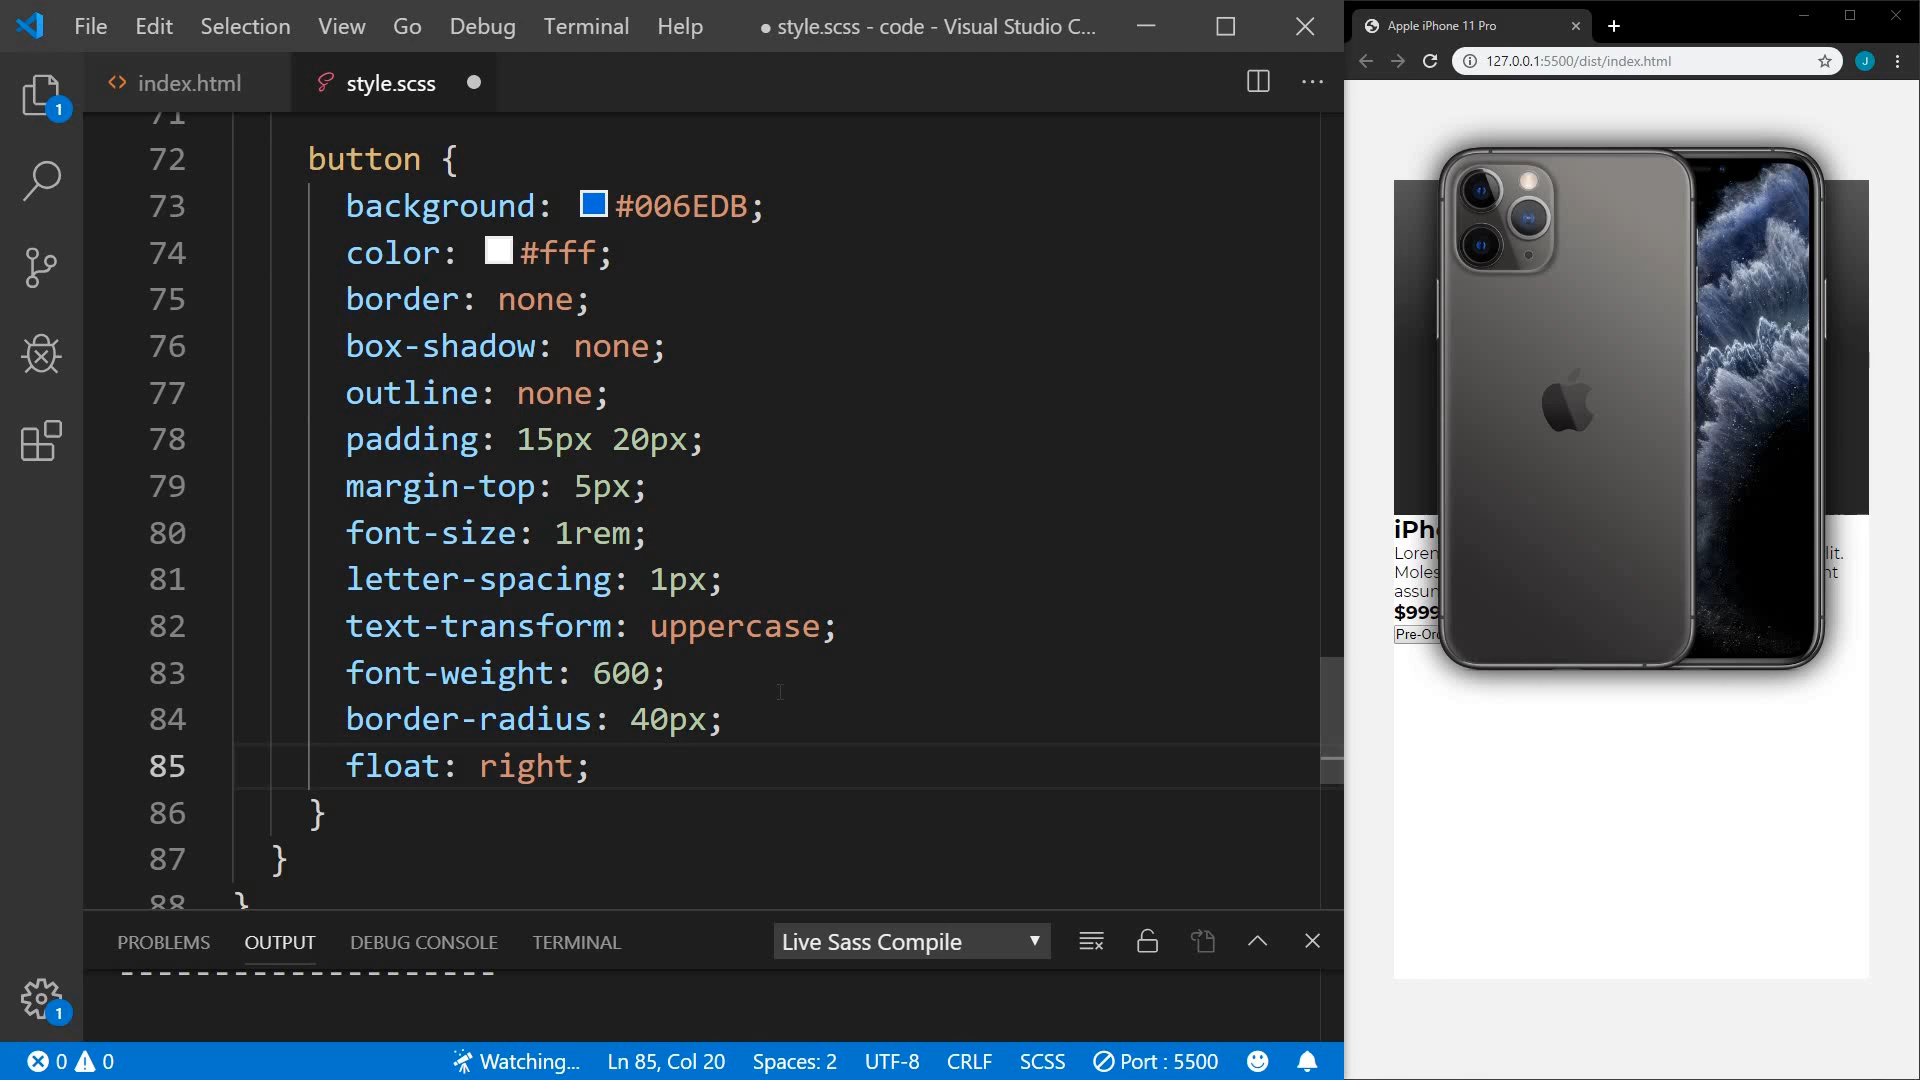 File Edit Selection View Go Debug Terminal Help
● style.scss - code - Visual Studio C...
index.html
style.scss
1
71
72 button {
73 background: #006EDB;
74 color: #fff;
75 border: none;
76 box-shadow: none;
77 outline: none;
78 padding: 15px 20px;
79 margin-top: 5px;
80 font-size: 1rem;
81 letter-spacing: 1px;
82 text-transform: uppercase;
83 font-weight: 600;
84 border-radius: 40px;
85 float: right;
86 }
87 }
88 }
PROBLEMS OUTPUT DEBUG CONSOLE TERMINAL
Live Sass Compile
--------------------
1
0 0 Watching... Ln 85, Col 20 Spaces: 2 UTF-8 CRLF SCSS Port : 5500
Apple iPhone 11 Pro
127.0.0.1:5500/dist/index.html
J
iPh
Lorem lit.
Moles nt
assun
$999
Pre-Or